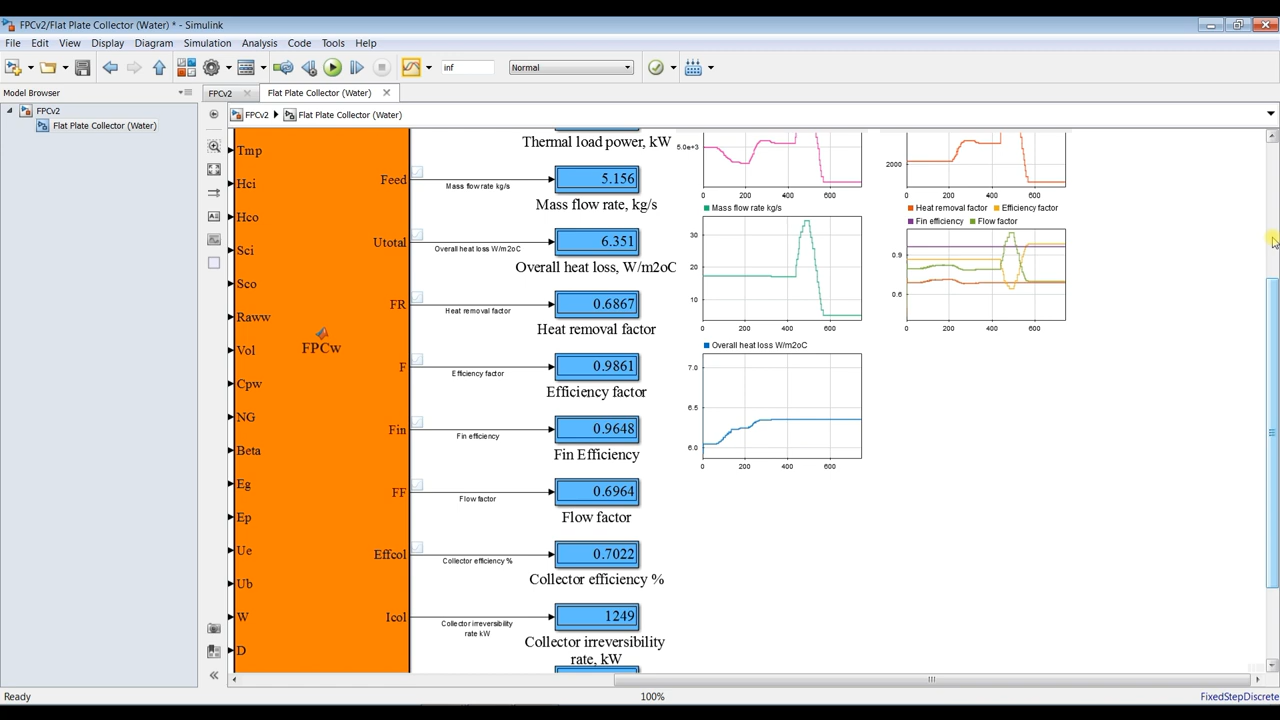 FPCv2/Flat Plate Collector (Water) * - Simulink
File Edit View Display Diagram Simulation Analysis Code Tools Help
inf Normal
Model Browser
FPCv2 Flat Plate Collector (Water)
FPCv2
Flat Plate Collector (Water)
FPCv2 Flat Plate Collector (Water)
Tmp
Hci
Hco
Sci
Sco
Raww
Vol
Cpw
NG
Beta
Eg
Ep
Ue
Ub
W
D
FPCw
Thermal load power, kW
Feed Mass flow rate kg/s 5.156
Mass flow rate, kg/s
Utotal Overall heat loss W/m2oC 6.351
Overall heat loss, W/m2oC
FR Heat removal factor 0.6867
Heat removal factor
F Efficiency factor 0.9861
Efficiency factor
Fin Fin efficiency 0.9648
Fin Efficiency
FF Flow factor 0.6964
Flow factor
Effcol Collector efficiency % 0.7022
Collector efficiency %
Icol Collector irreversibility
rate kW
1249
Collector irreversibility
rate, kW
5.0e+3
0 200 400 600
2000
0 200 400 600
Mass flow rate kg/s
30
20
10
0 200 400 600
Heat removal factor Efficiency factor
Fin efficiency Flow factor
0.9
0.6
0 200 400 600
Overall heat loss W/m2oC
7.0
6.5
6.0
0 200 400 600
Ready 100% FixedStepDiscrete